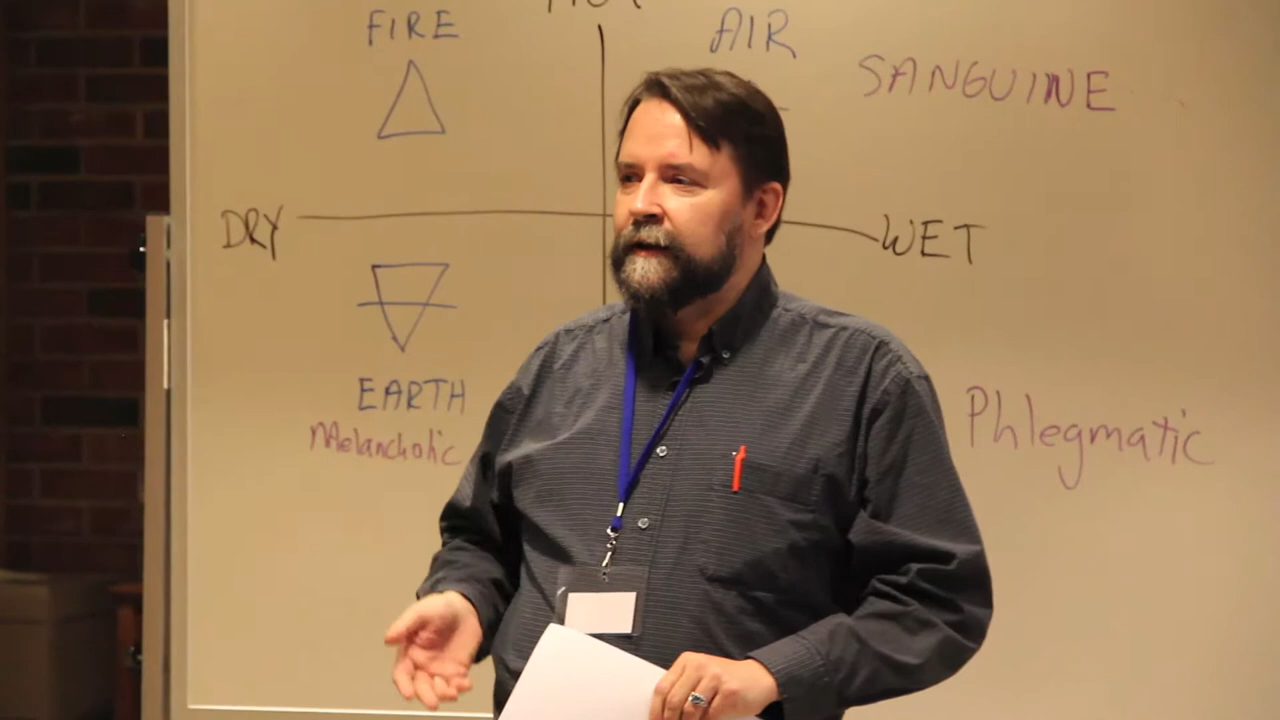 FIRE
AIR
SANGUINE
DRY
WET
EARTH
Melancholic
Phlegmatic